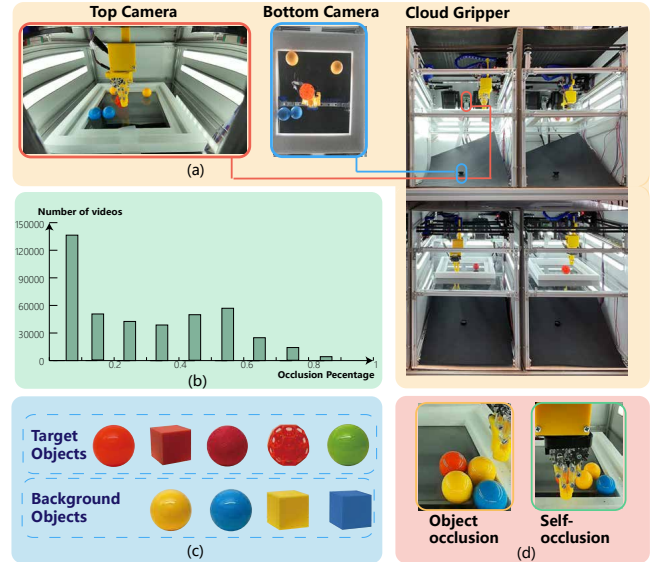 Top Camera
Bottom Camera
Cloud Gripper
(a)
Number of videos
150000
120000
90000
60000
30000
0
0.2
0.4
0.6
0.8
1
Occlusion Pecentage
(b)
Target
Objects
Background
Objects
(c)
Object
occlusion
Self-
occlusion
(d)